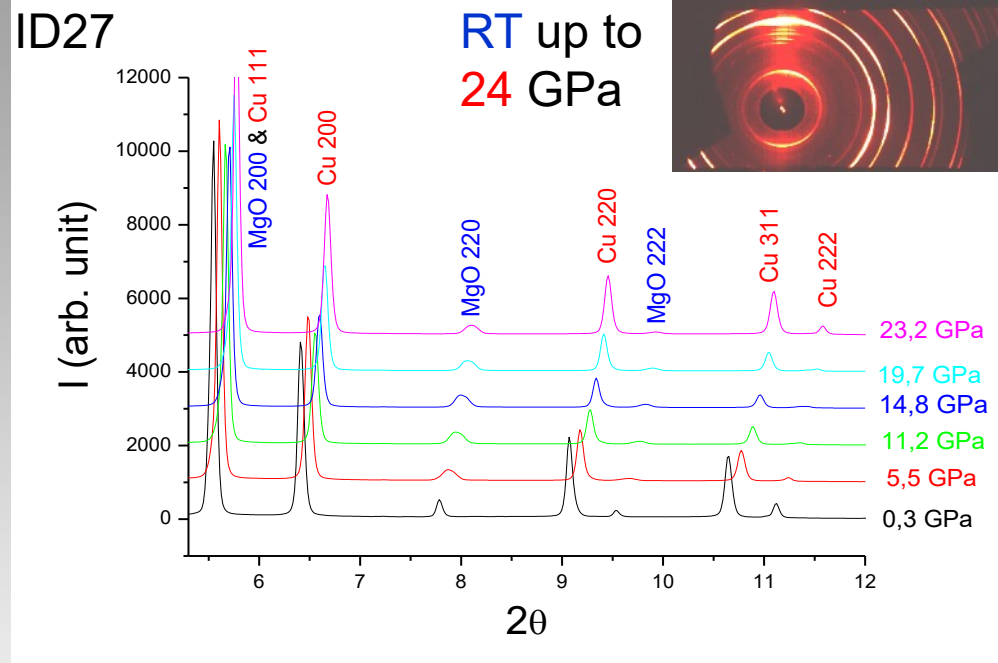 ID27
RT up to
24 GPa
12000
10000
8000
6000
4000
2000
0
I (arb. unit)
MgO 200 & Cu 111
Cu 200
MgO 220
Cu 220
MgO 222
Cu 311
Cu 222
23,2 GPa
19,7 GPa
14,8 GPa
11,2 GPa
5,5 GPa
0,3 GPa
6 7 8 9 10 11 12
2θ